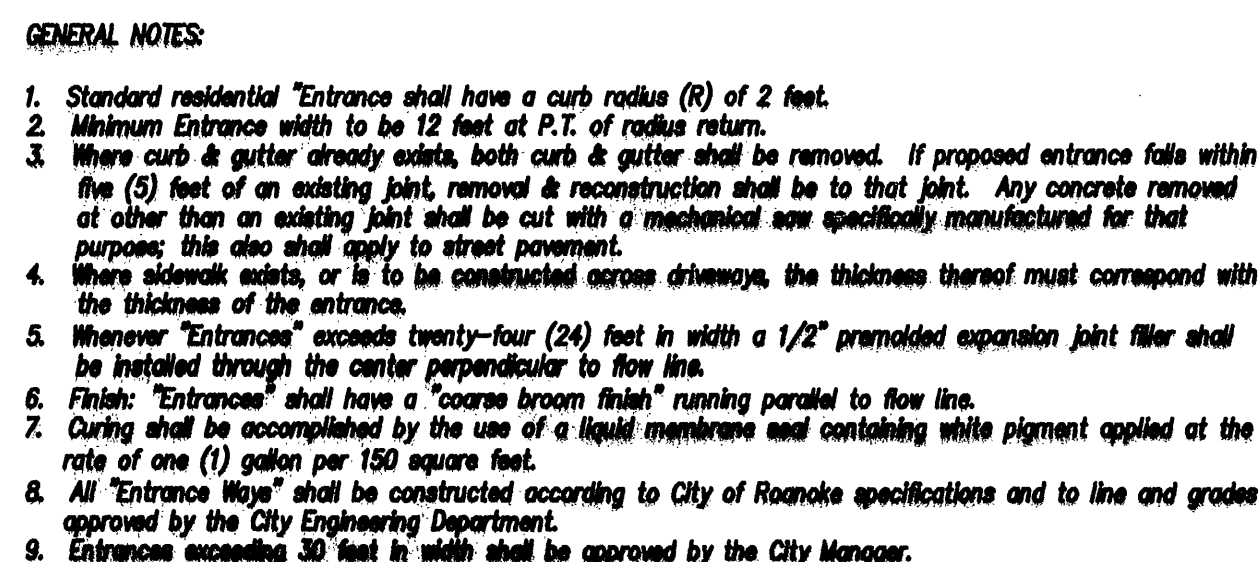 GENERAL NOTES:
1. Standard residential "Entrance shall have a curb radius (R) of 2 feet.
2. Minimum Entrance width to be 12 feet at P.T. of radius return.
3. Where curb & gutter already exists, both curb & gutter shall be removed. If proposed entrance falls within
five (5) feet of an existing joint, removal & reconstruction shall be to that joint. Any concrete removed
at other than an existing joint shall be cut with a mechanical saw specifically manufactured for that
purpose; this also shall apply to street pavement.
4. Where sidewalk exists, or is to be constructed across driveways, the thickness thereof must correspond with
the thickness of the entrance.
5. Whenever "Entrances" exceeds twenty-four (24) feet in width a 1/2" premolded expansion joint filler shall
be installed through the center perpendicular to flow line.
6. Finish: "Entrances" shall have a "coarse broom finish" running parallel to flow line.
7. Curing shall be accomplished by the use of a liquid membrane seal containing white pigment applied at the
rate of one (1) gallon per 150 square feet.
8. All "Entrance Ways" shall be constructed according to City of Roanoke specifications and to line and grades
approved by the City Engineering Department.
9. Entrances exceeding 30 feet in width shall be approved by the City Manager.